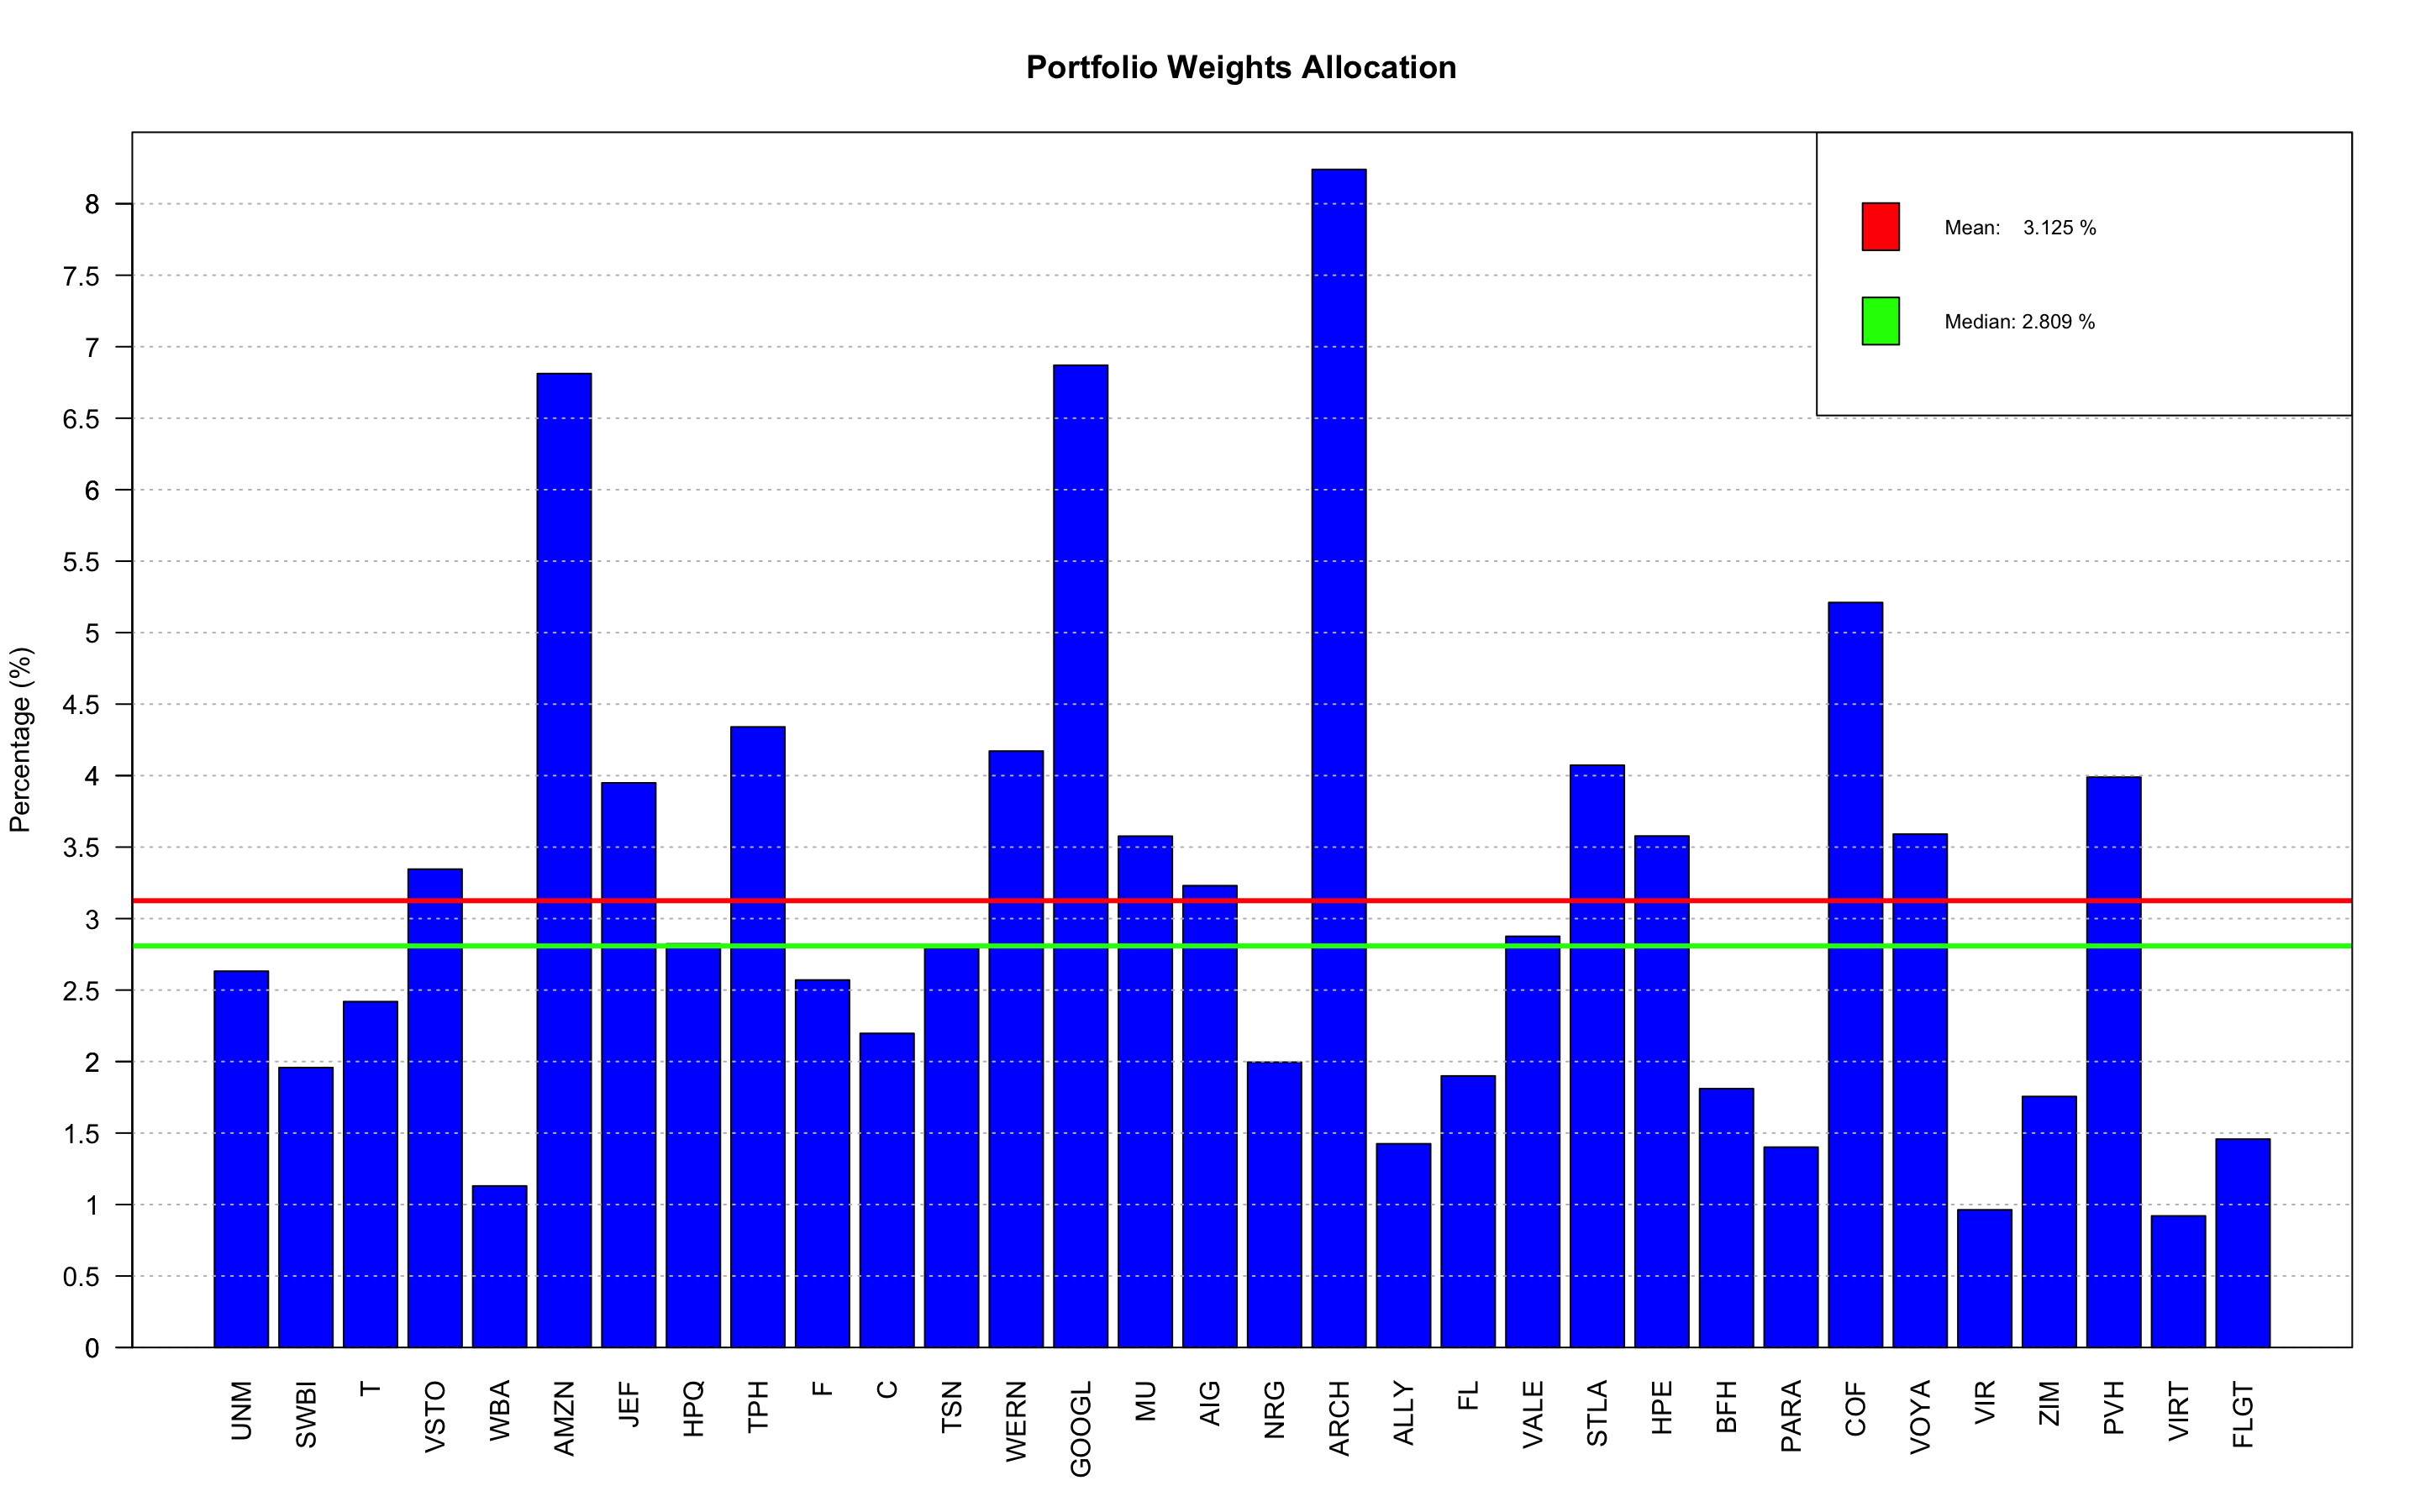 Portfolio Weights Allocation
Percentage (%)
8
7.5
7
6.5
6
5.5
5
4.5
4
3.5
3
2.5
2
1.5
1
0.5
0
Mean: 3.125 %
Median: 2.809 %
UNM
SWBI
T
VSTO
WBA
AMZN
JEF
HPQ
TPH
F
C
TSN
WERN
GOOGL
MU
AIG
NRG
ARCH
ALLY
FL
VALE
STLA
HPE
BFH
PARA
COF
VOYA
VIR
ZIM
PVH
VIRT
FLGT